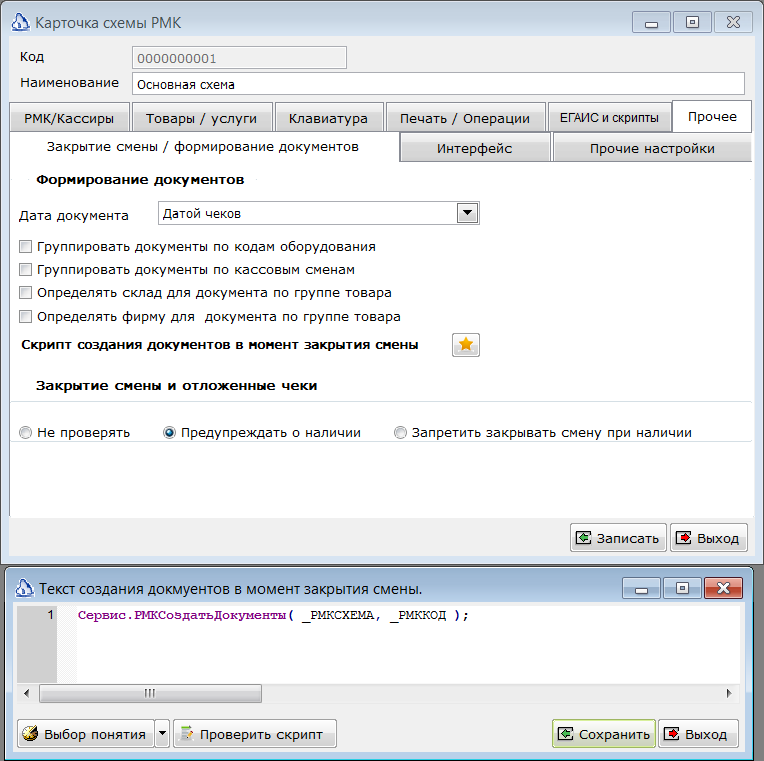 Карточка схемы РМК
Код 0000000001
Наименование Основная схема
РМК/Кассиры Товары / услуги Клавиатура Печать / Операции ЕГАИС и скрипты Прочее
Закрытие смены / формирование документов Интерфейс Прочие настройки
Формирование документов
Дата документа Датой чеков
Группировать документы по кодам оборудования
Группировать документы по кассовым сменам
Определять склад для документа по группе товара
Определять фирму для документа по группе товара
Скрипт создания документов в момент закрытия смены
Закрытие смены и отложенные чеки
Не проверять Предупреждать о наличии Запретить закрывать смену при наличии
Записать Выход
Текст создания докмуентов в момент закрытия смены.
1 Сервис.РМКСоздатьДокументы( _РМКСХЕМА, _РМККОД );
Выбор понятия Проверить скрипт Сохранить Выход